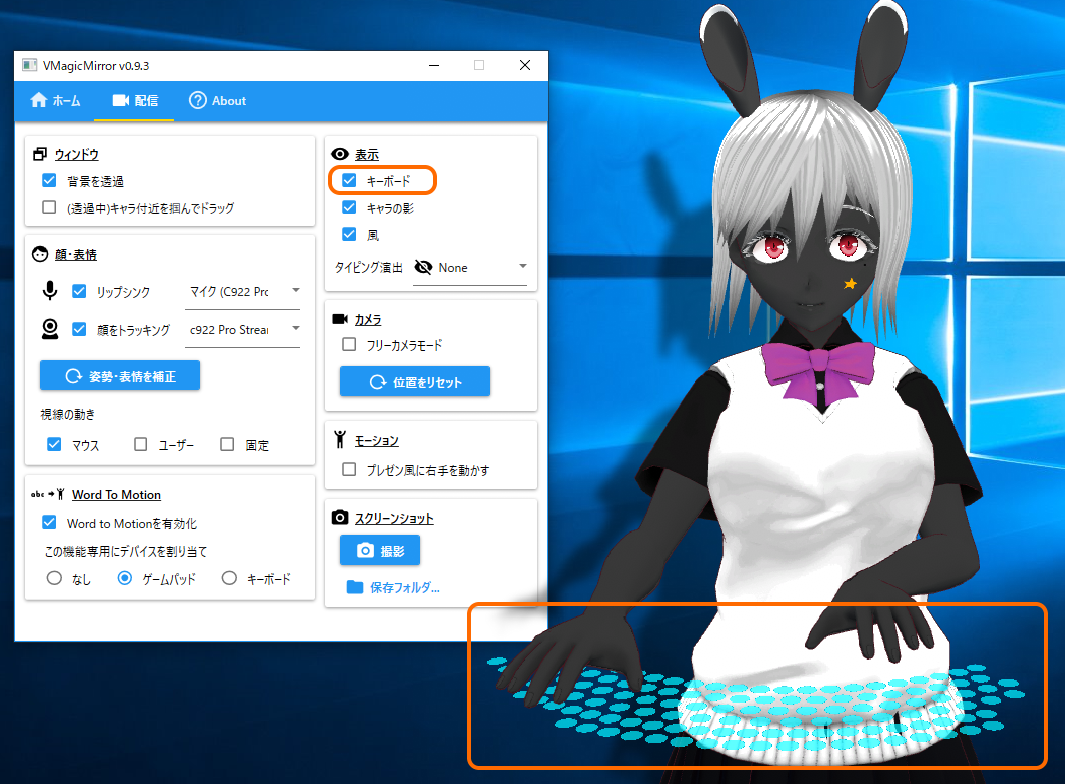 VMagicMirror v0.9.3
ホーム
配信
About
ウィンドウ
背景を透過
(透過中)キャラ付近を掴んでドラッグ
顔・表情
リップシンク
マイク (C922 Pro
顔をトラッキング
c922 Pro Strear
姿勢・表情を補正
視線の動き
マウス
ユーザー
固定
abc
Word To Motion
Word to Motionを有効化
この機能専用にデバイスを割り当て
なし
ゲームパッド
キーボード
表示
キーボード
キャラの影
風
タイピング演出
None
カメラ
フリーカメラモード
位置をリセット
モーション
プレゼン風に右手を動かす
スクリーンショット
撮影
保存フォルダ...